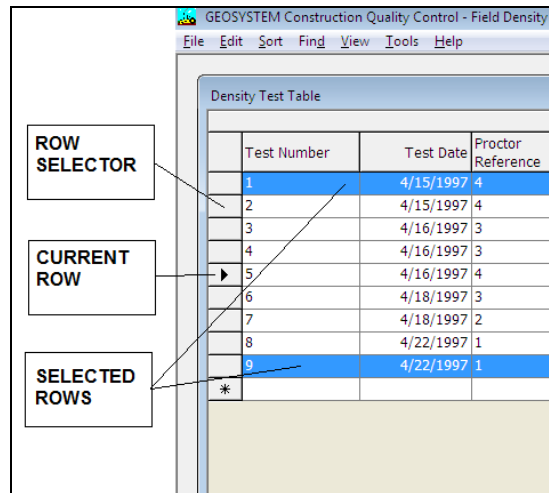 GEOSYSTEM Construction Quality Control - Field Density
File Edit Sort Find View Tools Help
Density Test Table
Test Number Test Date Proctor Reference
1 4/15/1997 4
2 4/15/1997 4
3 4/16/1997 3
4 4/16/1997 3
5 4/16/1997 4
6 4/18/1997 3
7 4/18/1997 2
8 4/22/1997 1
9 4/22/1997 1
*
ROW
SELECTOR
CURRENT
ROW
SELECTED
ROWS